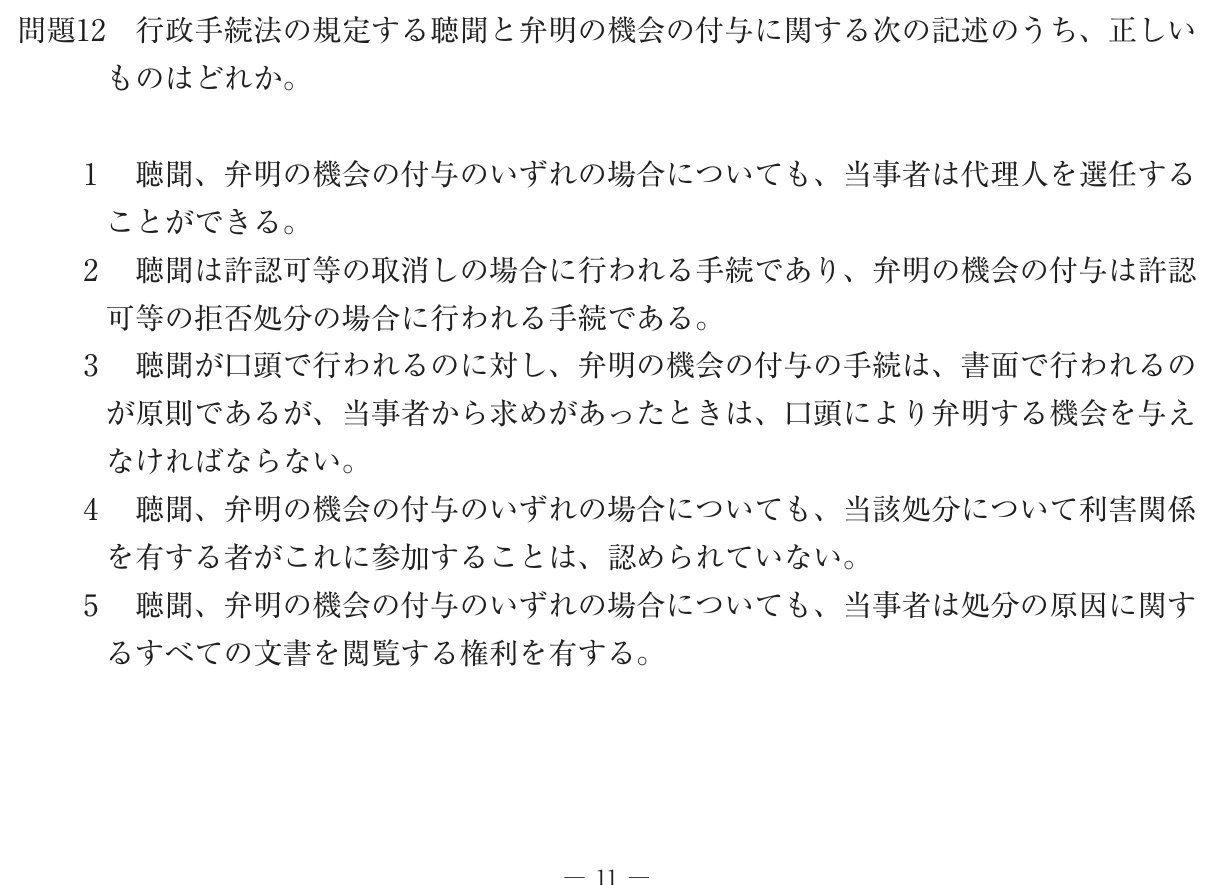 問題12　行政手続法の規定する聴聞と弁明の機会の付与に関する次の記述のうち、正しい
ものはどれか。
1　聴聞、弁明の機会の付与のいずれの場合についても、当事者は代理人を選任する
ことができる。
2　聴聞は許認可等の取消しの場合に行われる手続であり、弁明の機会の付与は許認
可等の拒否処分の場合に行われる手続である。
3　聴聞が口頭で行われるのに対し、弁明の機会の付与の手続は、書面で行われるの
が原則であるが、当事者から求めがあったときは、口頭により弁明する機会を与え
なければならない。
4　聴聞、弁明の機会の付与のいずれの場合についても、当該処分について利害関係
を有する者がこれに参加することは、認められていない。
5　聴聞、弁明の機会の付与のいずれの場合についても、当事者は処分の原因に関す
るすべての文書を閲覧する権利を有する。
― 11 ―